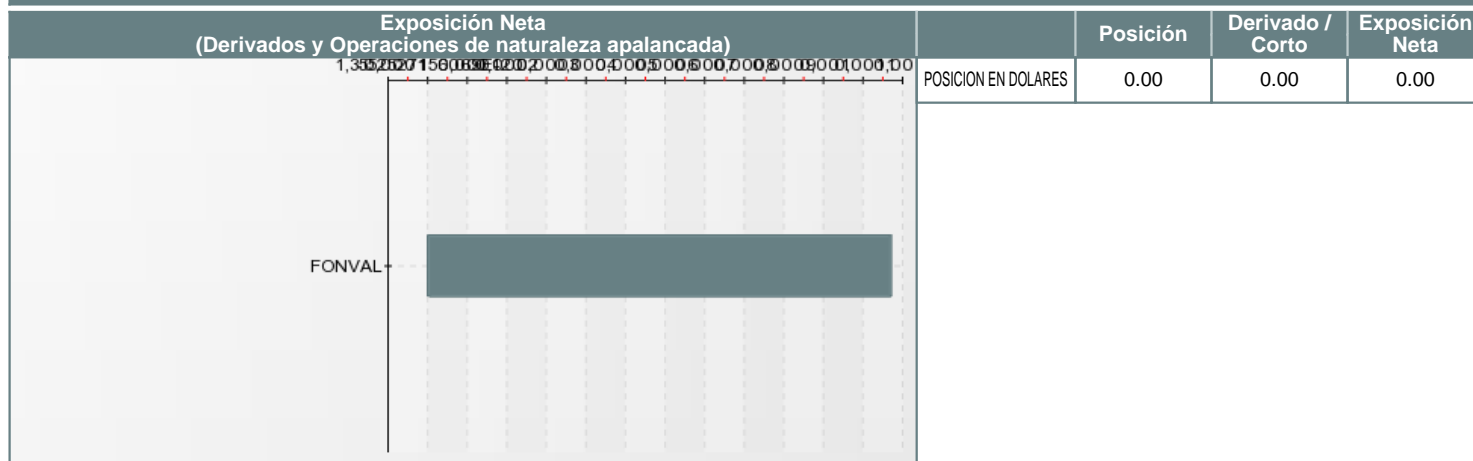 Exposición Neta
(Derivados y Operaciones de naturaleza apalancada)
Posición
Derivado /
Corto
Exposición
Neta
POSICION EN DOLARES 0.00 0.00 0.00
FONVAL